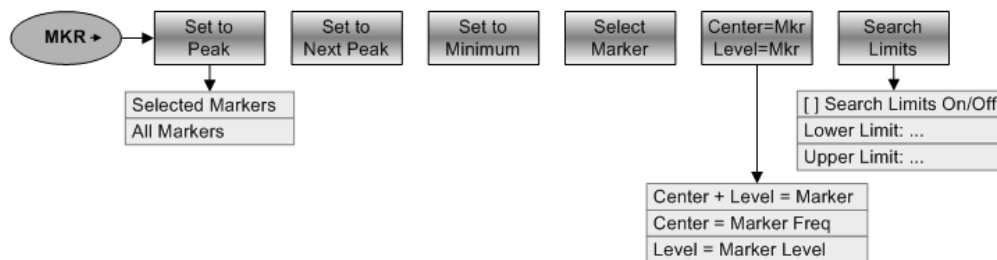 MKR →
Set to
Peak
Set to
Next Peak
Set to
Minimum
Select
Marker
Center=Mkr
Level=Mkr
Search
Limits
Selected Markers
All Markers
[ ] Search Limits On/Off
Lower Limit: ...
Upper Limit: ...
Center + Level = Marker
Center = Marker Freq
Level = Marker Level